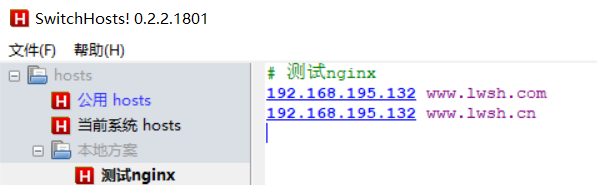 SwitchHosts! 0.2.2.1801
文件(F) 帮助(H)
hosts
公用 hosts
当前系统 hosts
本地方案
测试nginx
# 测试nginx
192.168.195.132 www.lwsh.com
192.168.195.132 www.lwsh.cn